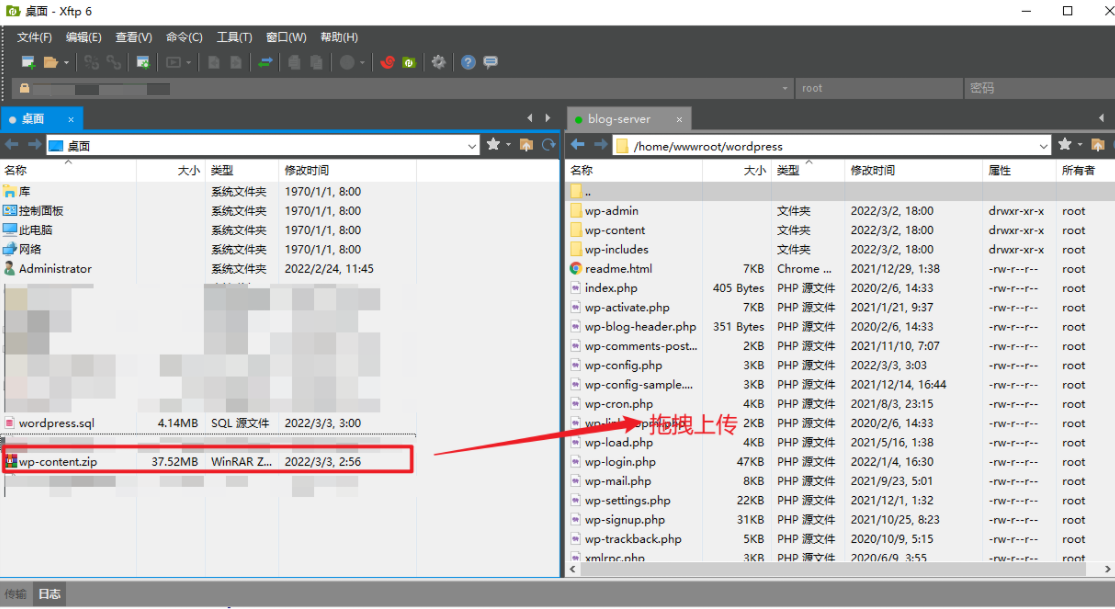 桌面 - Xftp 6
文件(F) 编辑(E) 查看(V) 命令(C) 工具(T) 窗口(W) 帮助(H)
root 密码
桌面 ×
桌面
名称 大小 类型 修改时间
库 系统文件夹 1970/1/1, 8:00
控制面板 系统文件夹 1970/1/1, 8:00
此电脑 系统文件夹 1970/1/1, 8:00
网络 系统文件夹 1970/1/1, 8:00
Administrator 系统文件夹 2022/2/24, 11:45
wordpress.sql 4.14MB SQL 源文件 2022/3/3, 3:00
wp-content.zip 37.52MB WinRAR Z... 2022/3/3, 2:56
blog-server ×
/home/wwwroot/wordpress
名称 大小 类型 修改时间 属性 所有者
..
wp-admin 文件夹 2022/3/2, 18:00 drwxr-xr-x root
wp-content 文件夹 2022/3/2, 18:00 drwxr-xr-x root
wp-includes 文件夹 2022/3/2, 18:00 drwxr-xr-x root
readme.html 7KB Chrome ... 2021/12/29, 1:38 -rw-r--r-- root
index.php 405 Bytes PHP 源文件 2020/2/6, 14:33 -rw-r--r-- root
wp-activate.php 7KB PHP 源文件 2021/1/21, 9:37 -rw-r--r-- root
wp-blog-header.php 351 Bytes PHP 源文件 2020/2/6, 14:33 -rw-r--r-- root
wp-comments-post... 2KB PHP 源文件 2021/11/10, 7:07 -rw-r--r-- root
wp-config.php 3KB PHP 源文件 2022/3/3, 3:03 -rw-r--r-- root
wp-config-sample.... 3KB PHP 源文件 2021/12/14, 16:44 -rw-r--r-- root
wp-cron.php 4KB PHP 源文件 2021/8/3, 23:15 -rw-r--r-- root
2KB PHP 源文件 2020/2/6, 14:33 -rw-r--r-- root
拖拽上传
wp-load.php 4KB PHP 源文件 2021/5/16, 1:38 -rw-r--r-- root
wp-login.php 47KB PHP 源文件 2022/1/4, 16:30 -rw-r--r-- root
wp-mail.php 8KB PHP 源文件 2021/9/23, 5:01 -rw-r--r-- root
wp-settings.php 22KB PHP 源文件 2021/12/1, 1:32 -rw-r--r-- root
wp-signup.php 31KB PHP 源文件 2021/10/25, 8:23 -rw-r--r-- root
wp-trackback.php 5KB PHP 源文件 2020/10/9, 5:15 -rw-r--r-- root
xmlrpc.php 3KB PHP 源文件 2020/6/9, 3:55 -rw-r--r-- root
传输 日志